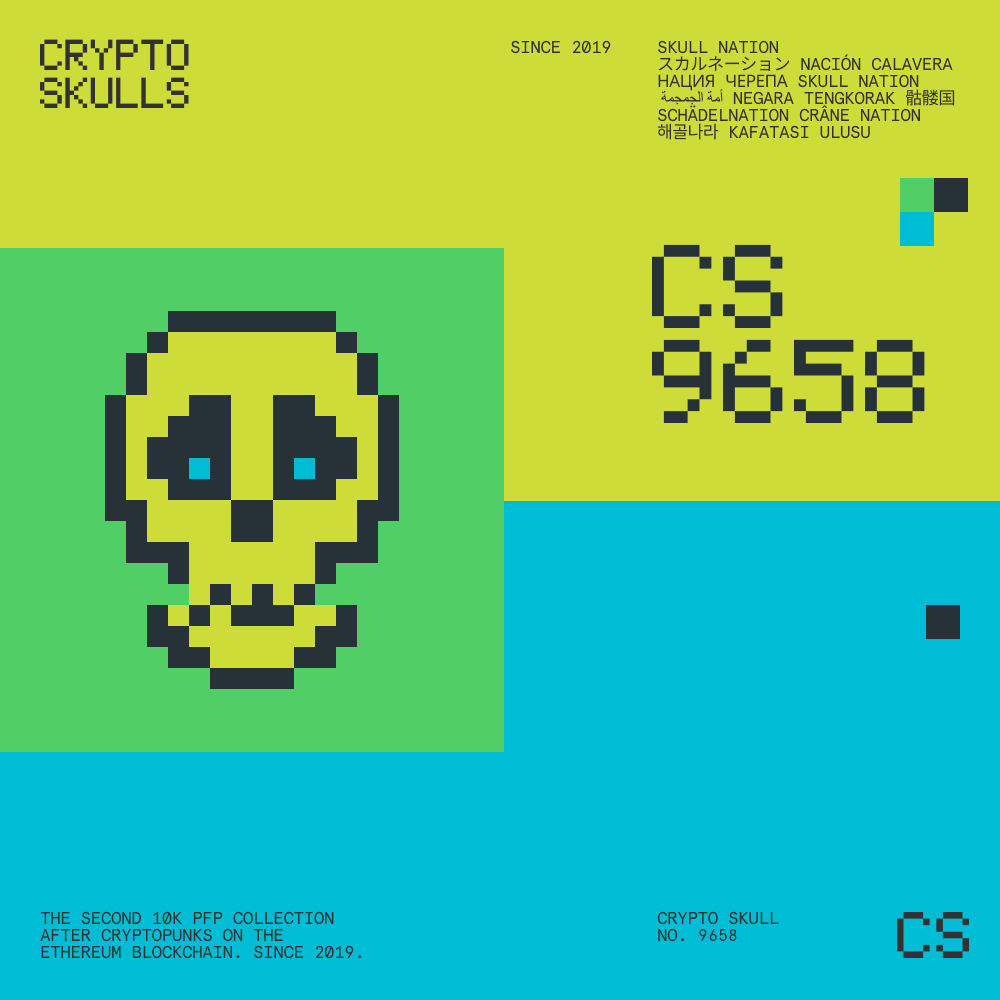 CRYPTO
SKULLS
SINCE 2019
SKULL NATION
スカルネーション NACIÓN CALAVERA
НАЦИЯ ЧЕРЕПА SKULL NATION
أمة الجمجمة NEGARA TENGKORAK 骷髅国
SCHÄDELNATION CRÂNE NATION
해골나라 KAFATASI ULUSU
CS
9658
THE SECOND 10K PFP COLLECTION
AFTER CRYPTOPUNKS ON THE
ETHEREUM BLOCKCHAIN. SINCE 2019.
CRYPTO SKULL
NO. 9658
CS